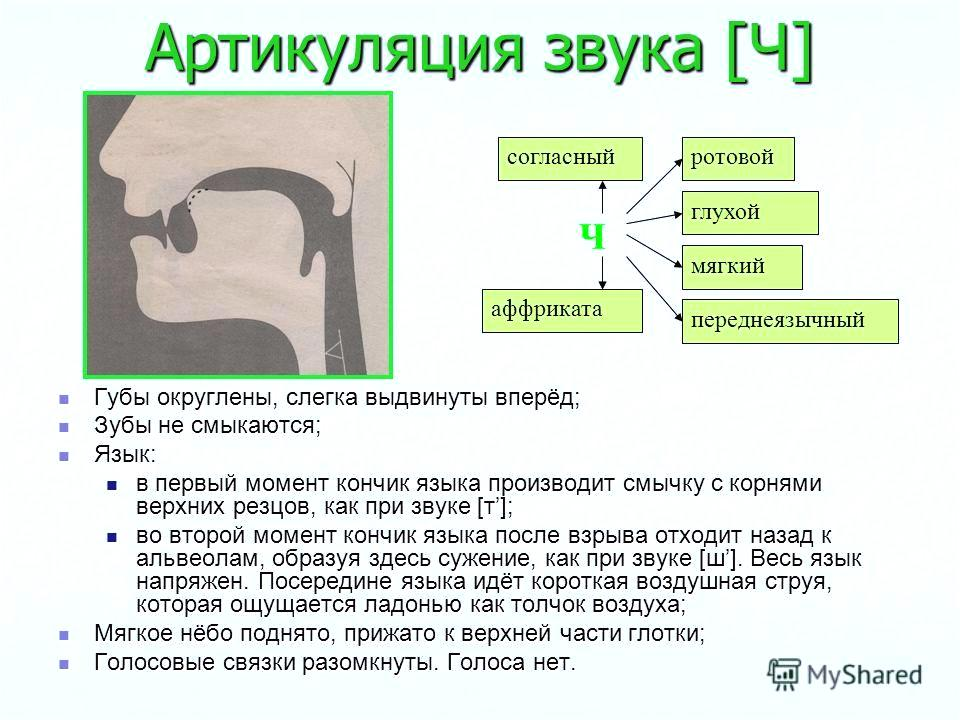 Артикуляция звука [Ч]
согласный
ротовой
глухой
ч
мягкий
аффриката
переднеязычный
Губы округлены, слегка выдвинуты вперёд;
Зубы не смыкаются;
Язык:
в первый момент кончик языка производит смычку с корнями
верхних резцов, как при звуке [т’];
во второй момент кончик языка после взрыва отходит назад к
альвеолам, образуя здесь сужение, как при звуке [ш’]. Весь язык
напряжен. Посередине языка идёт короткая воздушная струя,
которая ощущается ладонью как толчок воздуха;
Мягкое нёбо поднято, прижато к верхней части глотки;
Голосовые связки разомкнуты. Голоса нет.
MyShared